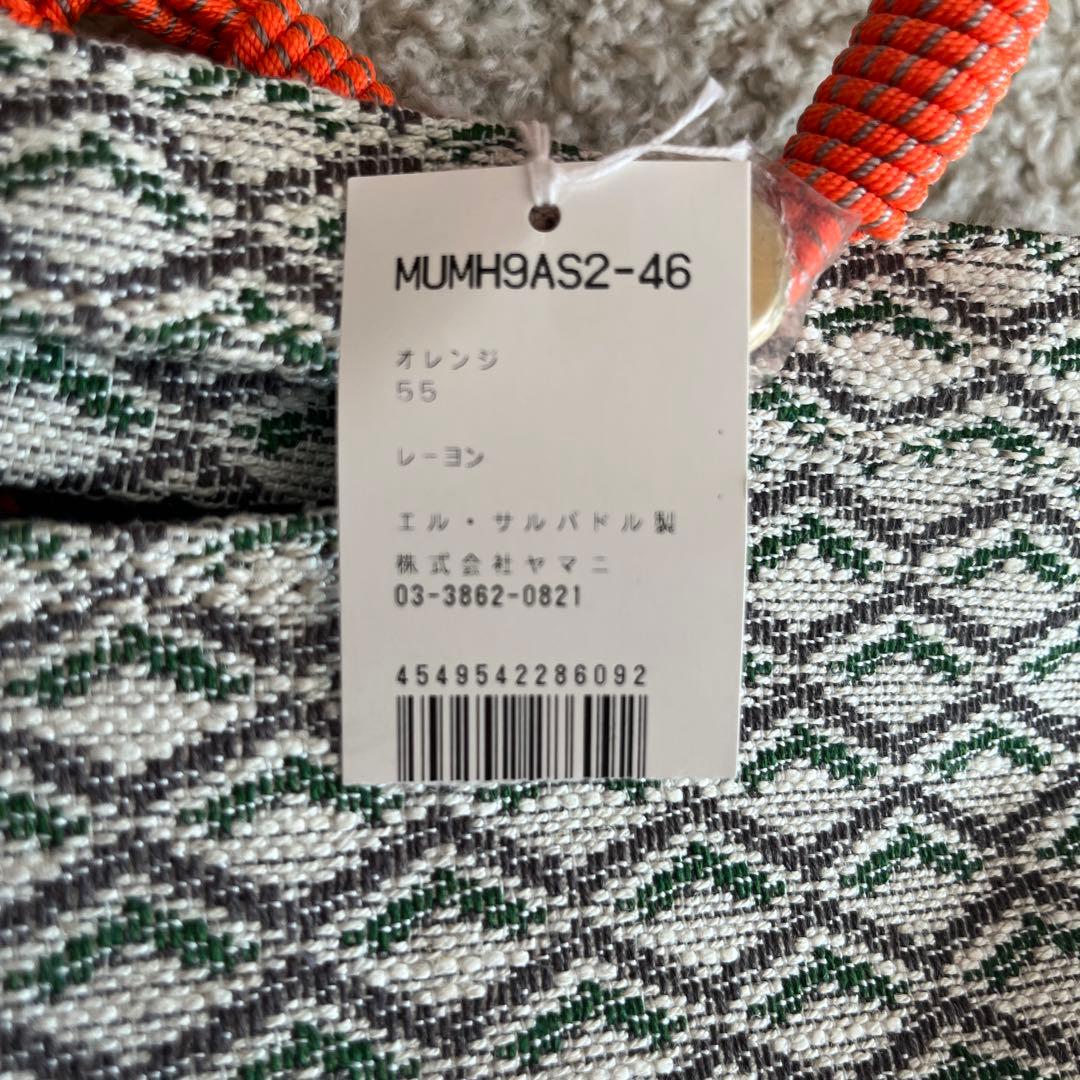 MUMH9AS2-46
オレンジ
55
レーヨン
エル・サルバドル製
株式会社ヤマニ
03-3862-0821
4549542286092